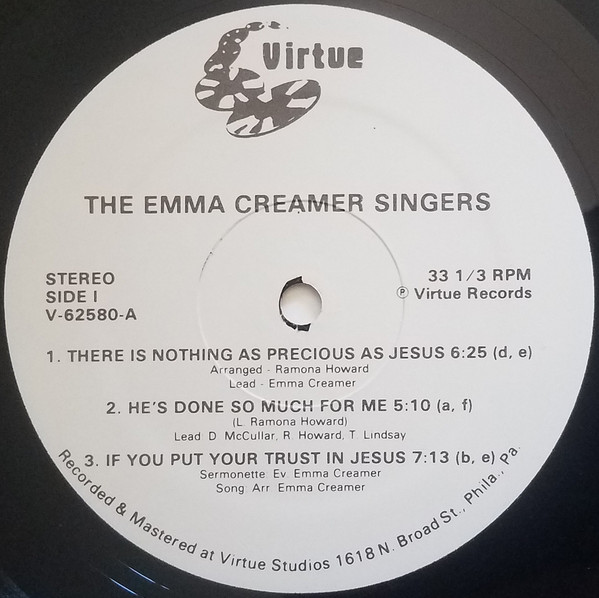 Virtue
THE EMMA CREAMER SINGERS
STEREO
SIDE I
V-62580-A
33 1/3 RPM
℗ Virtue Records
1. THERE IS NOTHING AS PRECIOUS AS JESUS 6:25 (d, e)
Arranged - Ramona Howard
Lead - Emma Creamer
2. HE'S DONE SO MUCH FOR ME 5:10 (a, f)
(L. Ramona Howard)
Lead D. McCullar, R. Howard, T. Lindsay
3. IF YOU PUT YOUR TRUST IN JESUS 7:13 (b, e)
Sermonette: Ev. Emma Creamer
Song: Arr. Emma Creamer
Recorded & Mastered at Virtue Studios 1618 N. Broad St., Phila., Pa.